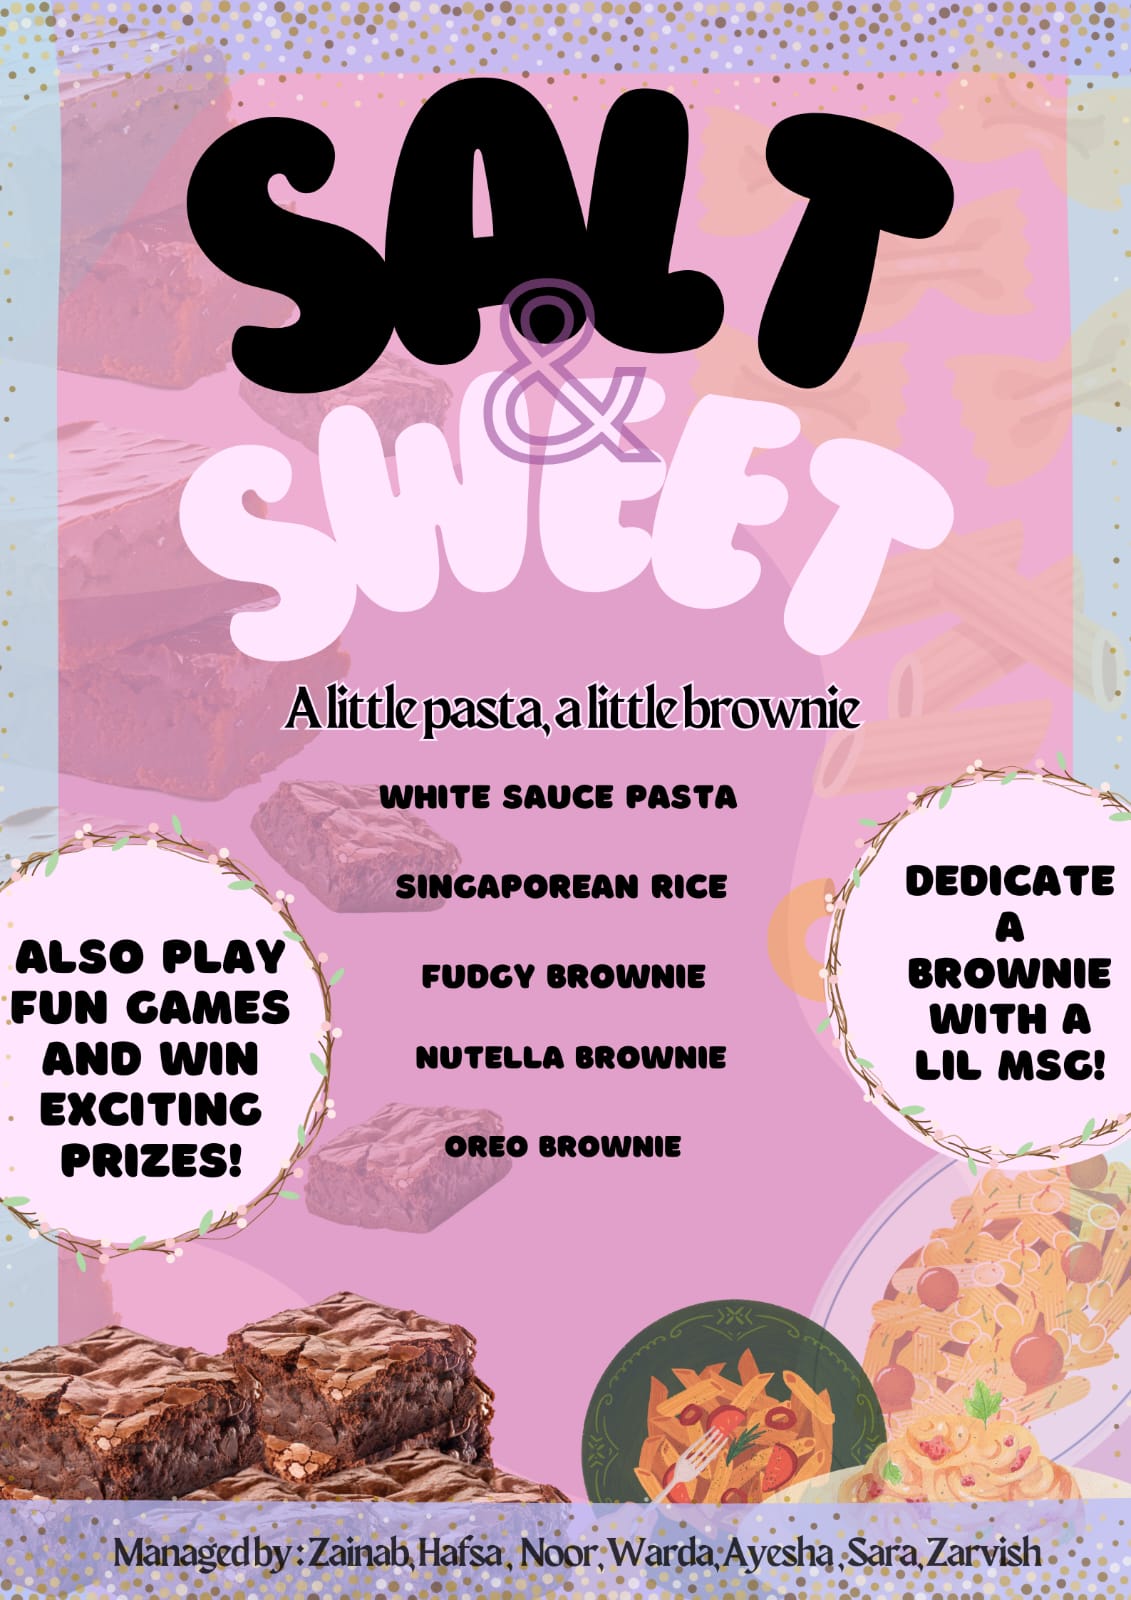 SALT
&
SWEET
A little pasta, a little brownie
WHITE SAUCE PASTA
SINGAPOREAN RICE
FUDGY BROWNIE
NUTELLA BROWNIE
OREO BROWNIE
ALSO PLAY
FUN GAMES
AND WIN
EXCITING
PRIZES!
DEDICATE
A
BROWNIE
WITH A
LIL MSG!
Managed by : Zainab, Hafsa , Noor, Warda, Ayesha , Sara, Zarvish